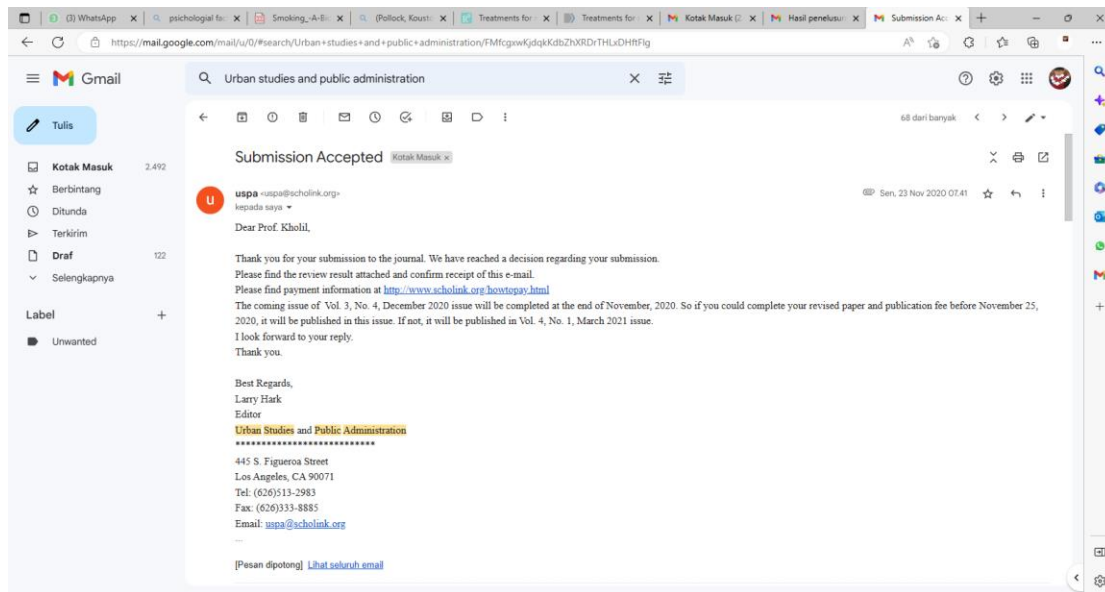 (3) WhatsApp
psichologial fac
Smoking_-A-Bi
(Pollock, Koust
Treatments for
Treatments for
Kotak Masuk (2
Hasil penelusur
Submission Acc
https://mail.google.com/mail/u/0/#search/Urban+studies+and+public+administration/FMfcgxwKjdqkKdbZhXRDrTHLxDHftFlg
Gmail
Urban studies and public administration
Tulis
68 dari banyak
Kotak Masuk 2.492
Berbintang
Ditunda
Terkirim
Draf 122
Selengkapnya
Label
Unwanted
Submission Accepted Kotak Masuk x
u
uspa <uspa@scholink.org>
Sen, 23 Nov 2020 07.41
kepada saya
Dear Prof. Kholil,
Thank you for your submission to the journal. We have reached a decision regarding your submission.
Please find the review result attached and confirm receipt of this e-mail.
Please find payment information at http://www.scholink.org/howtopay.html
The coming issue of Vol. 3, No. 4, December 2020 issue will be completed at the end of November, 2020. So if you could complete your revised paper and publication fee before November 25,
2020, it will be published in this issue. If not, it will be published in Vol. 4, No. 1, March 2021 issue.
I look forward to your reply.
Thank you.
Best Regards,
Larry Hark
Editor
Urban Studies and Public Administration
****************************
445 S. Figueroa Street
Los Angeles, CA 90071
Tel: (626)513-2983
Fax: (626)333-8885
Email: uspa@scholink.org
...
[Pesan dipotong] Lihat seluruh email